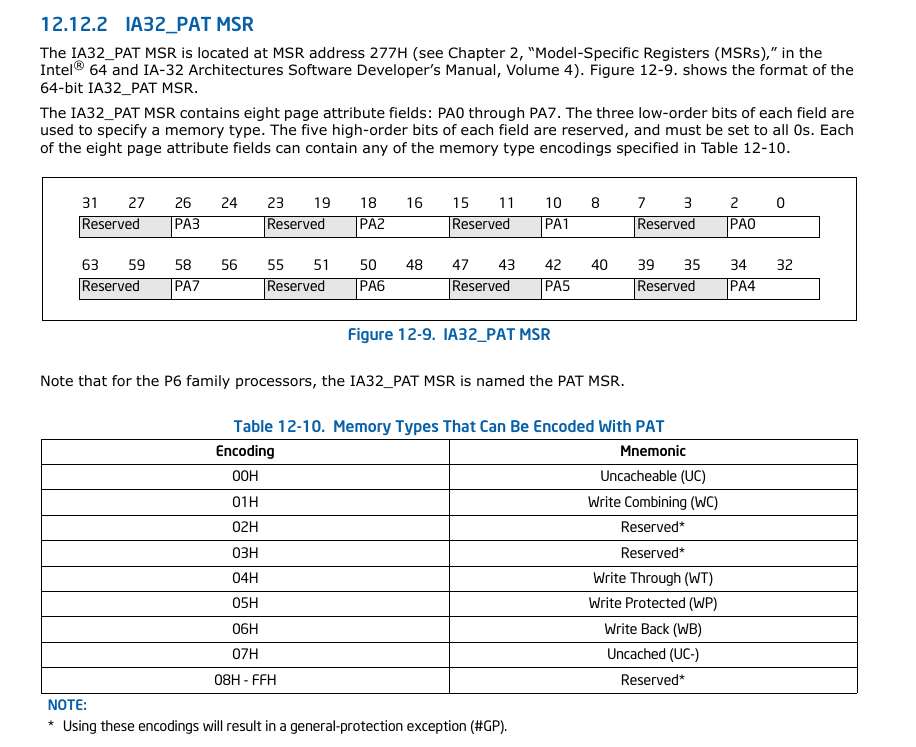 12.12.2 IA32_PAT MSR
The IA32_PAT MSR is located at MSR address 277H (see Chapter 2, “Model-Specific Registers (MSRs),” in the
Intel® 64 and IA-32 Architectures Software Developer’s Manual, Volume 4). Figure 12-9. shows the format of the
64-bit IA32_PAT MSR.
The IA32_PAT MSR contains eight page attribute fields: PA0 through PA7. The three low-order bits of each field are
used to specify a memory type. The five high-order bits of each field are reserved, and must be set to all 0s. Each
of the eight page attribute fields can contain any of the memory type encodings specified in Table 12-10.
31 27 26 24 23 19 18 16 15 11 10 8 7 3 2 0
Reserved PA3 Reserved PA2 Reserved PA1 Reserved PA0
63 59 58 56 55 51 50 48 47 43 42 40 39 35 34 32
Reserved PA7 Reserved PA6 Reserved PA5 Reserved PA4
Figure 12-9. IA32_PAT MSR
Note that for the P6 family processors, the IA32_PAT MSR is named the PAT MSR.
Table 12-10. Memory Types That Can Be Encoded With PAT
Encoding Mnemonic
00H Uncacheable (UC)
01H Write Combining (WC)
02H Reserved*
03H Reserved*
04H Write Through (WT)
05H Write Protected (WP)
06H Write Back (WB)
07H Uncached (UC-)
08H - FFH Reserved*
NOTE:
* Using these encodings will result in a general-protection exception (#GP).